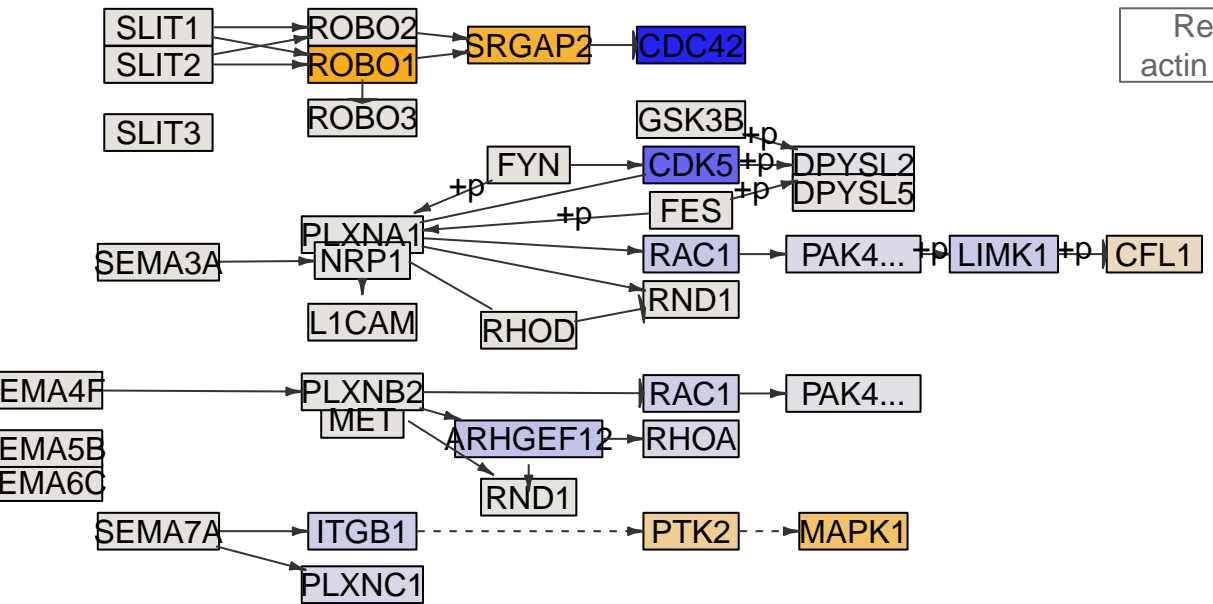 SLIT1
ROBO2
SLIT2
ROBO1
SRGAP2
CDC42
Re
actin
SLIT3
ROBO3
GSK3B
+p
FYN
CDK5
+p
DPYSL2
+p
+p
DPYSL5
PLXNA1
+p
FES
SEMA3A
NRP1
RAC1
PAK4...
+p
LIMK1
+p
CFL1
RND1
L1CAM
RHOD
EMA4F
PLXNB2
RAC1
PAK4...
MET
EMA5B
ARHGEF12
RHOA
EMA6C
RND1
SEMA7A
ITGB1
PTK2
MAPK1
PLXNC1